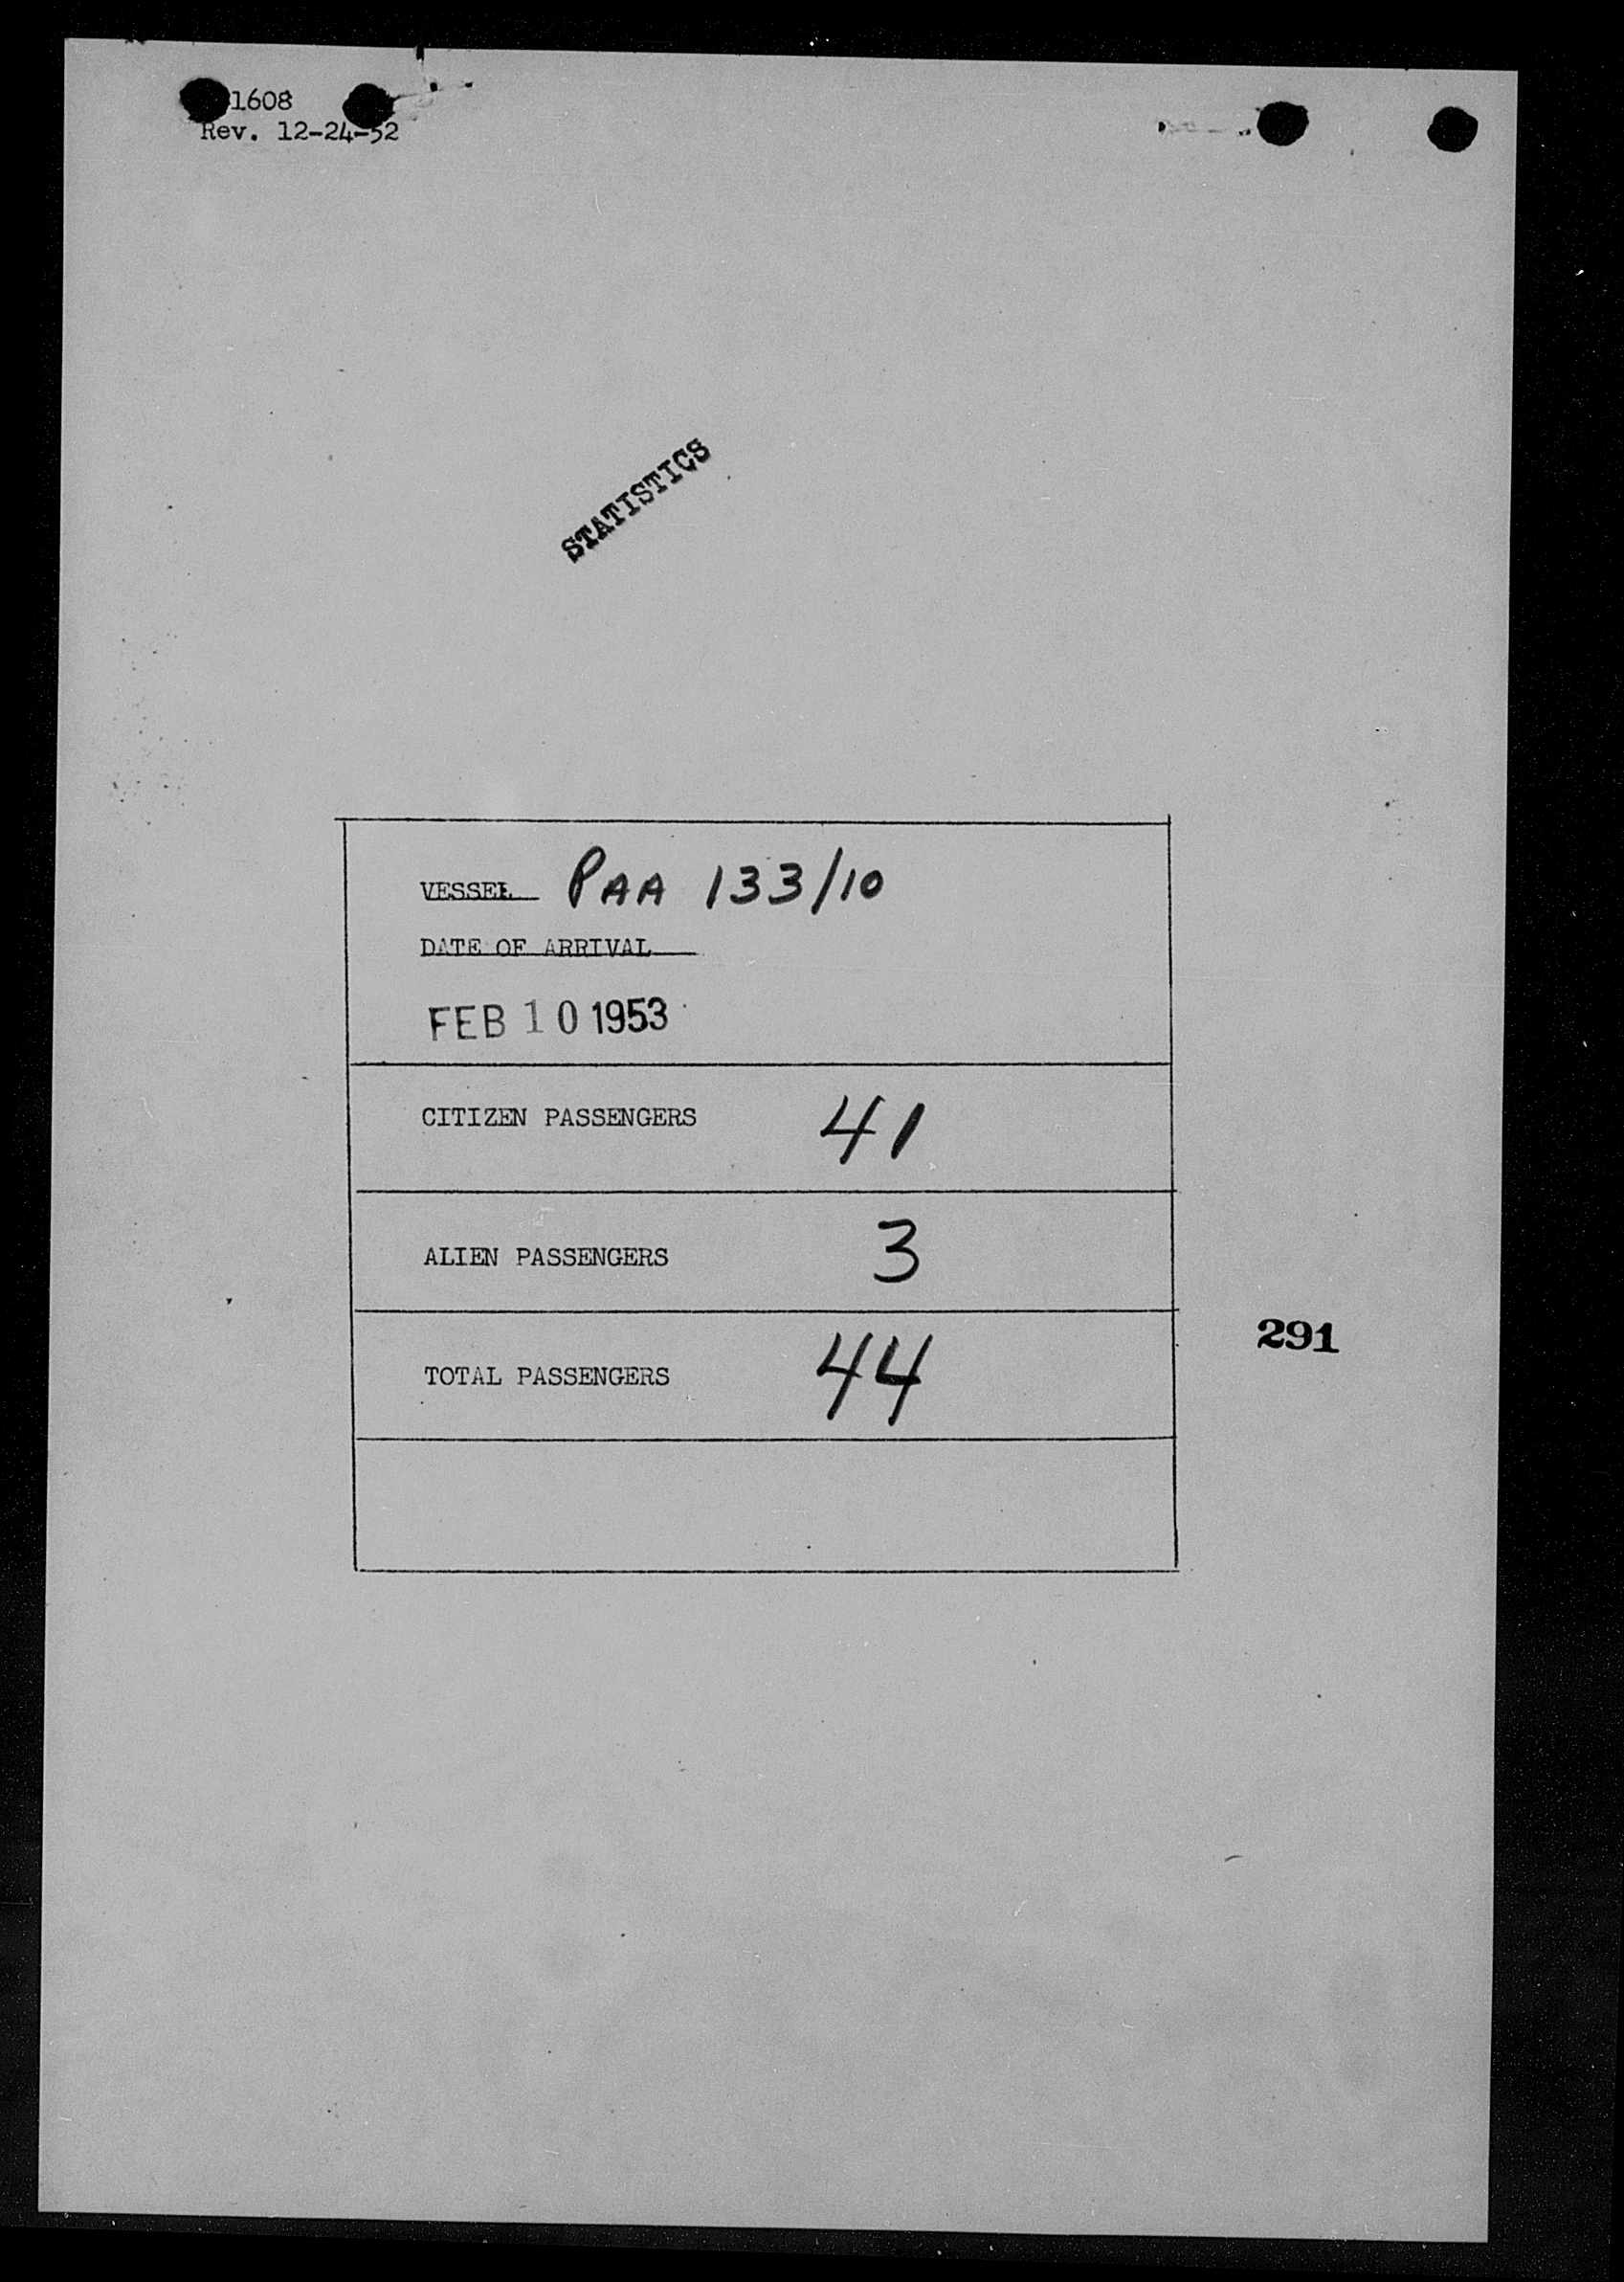 1608
Rev. 12-24-52
STATISTICS
VESSEL PAA 133/10
DATE OF ARRIVAL
FEB 10 1953
CITIZEN PASSENGERS 41
ALIEN PASSENGERS 3
291
TOTAL PASSENGERS 44